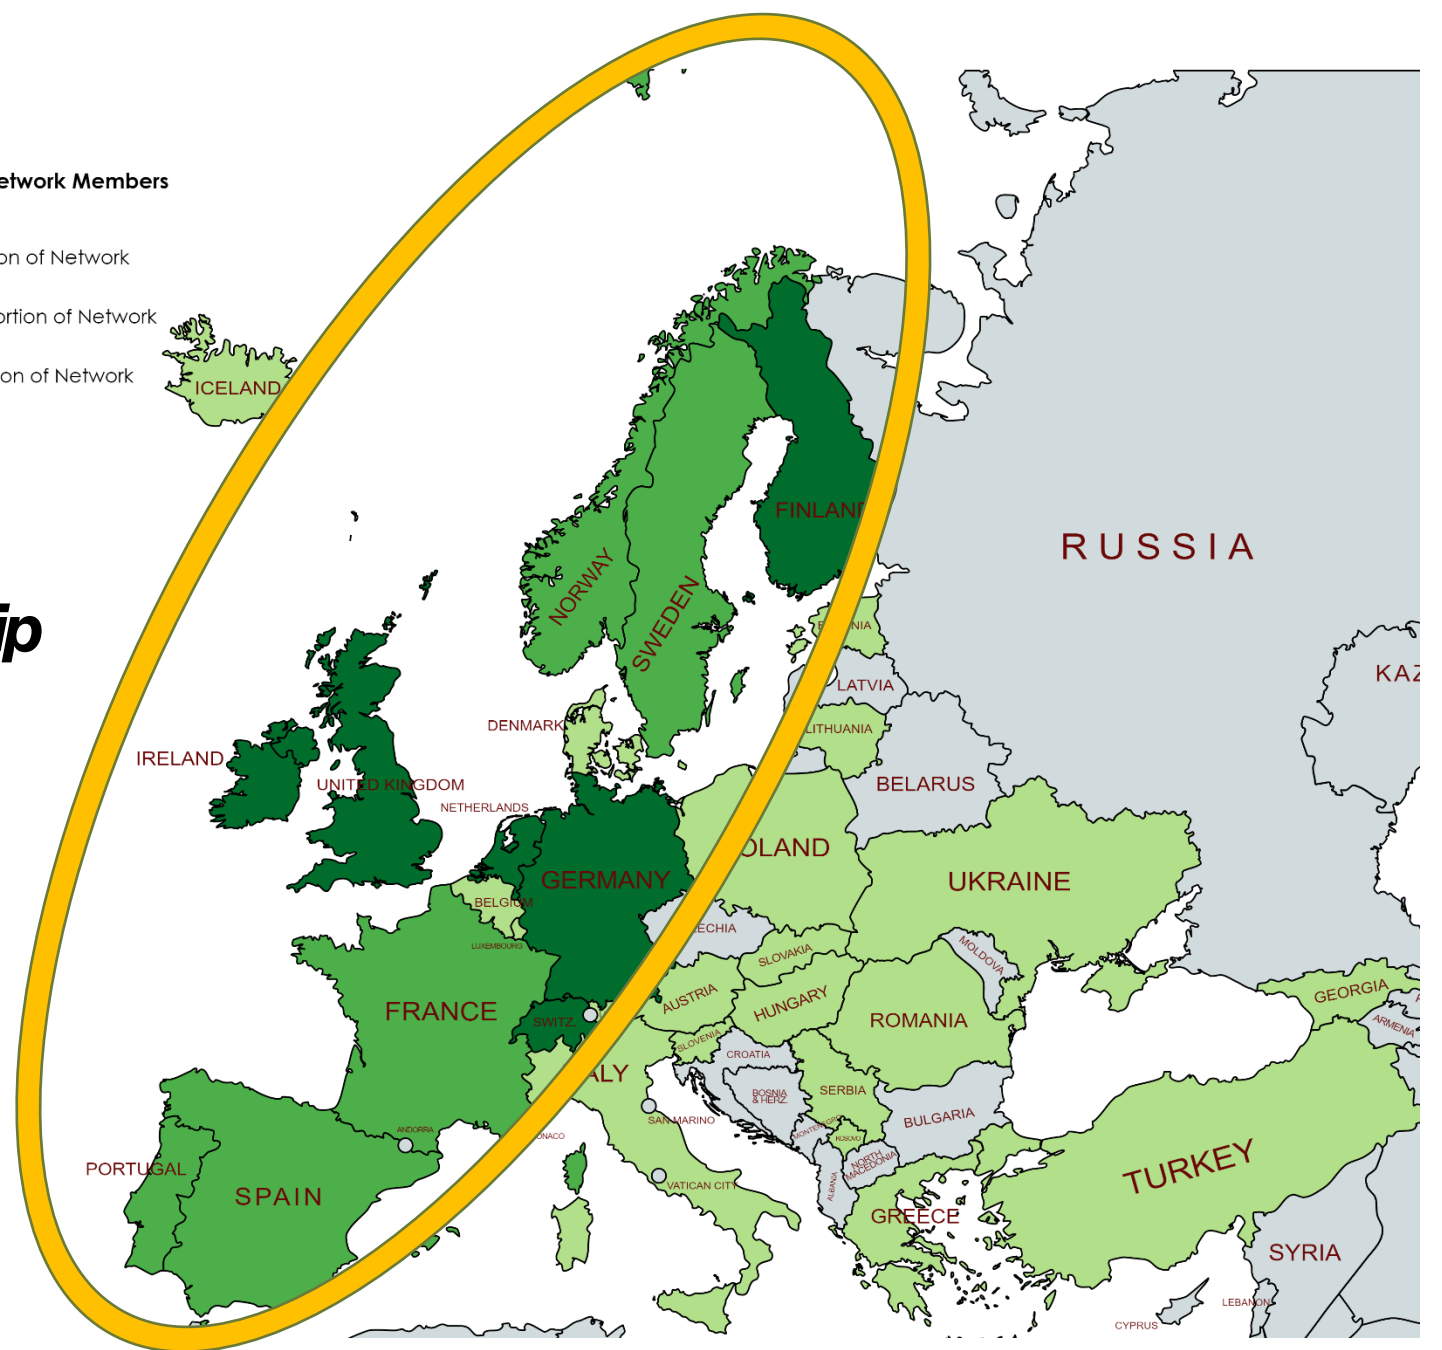 etwork Members
on of Network
ortion of Network
on of Network
ICELAND
FINLAND
RUSSIA
NORWAY
SWEDEN
ip
NIA
LATVIA
KAZ
DENMARK
LITHUANIA
IRELAND
UNITED KINGDOM
BELARUS
NETHERLANDS
OLAND
GERMANY
UKRAINE
BELGIUM
ECHIA
LUXEMBOURG
SLOVAKIA
MOLDOVA
AUSTRIA
HUNGARY
GEORGIA
FRANCE
SWITZ.
ROMANIA
ARMENIA
SLOVENIA
CROATIA
ALY
BOSNIA
& HERZ.
SERBIA
BULGARIA
SAN MARINO
MONTENEGRO
ANDORRA
ONACO
KOSOVO
NORTH
MACEDONIA
PORTUGAL
SPAIN
VATICAN CITY
ALBANIA
TURKEY
GREECE
SYRIA
LEBANON
CYPRUS